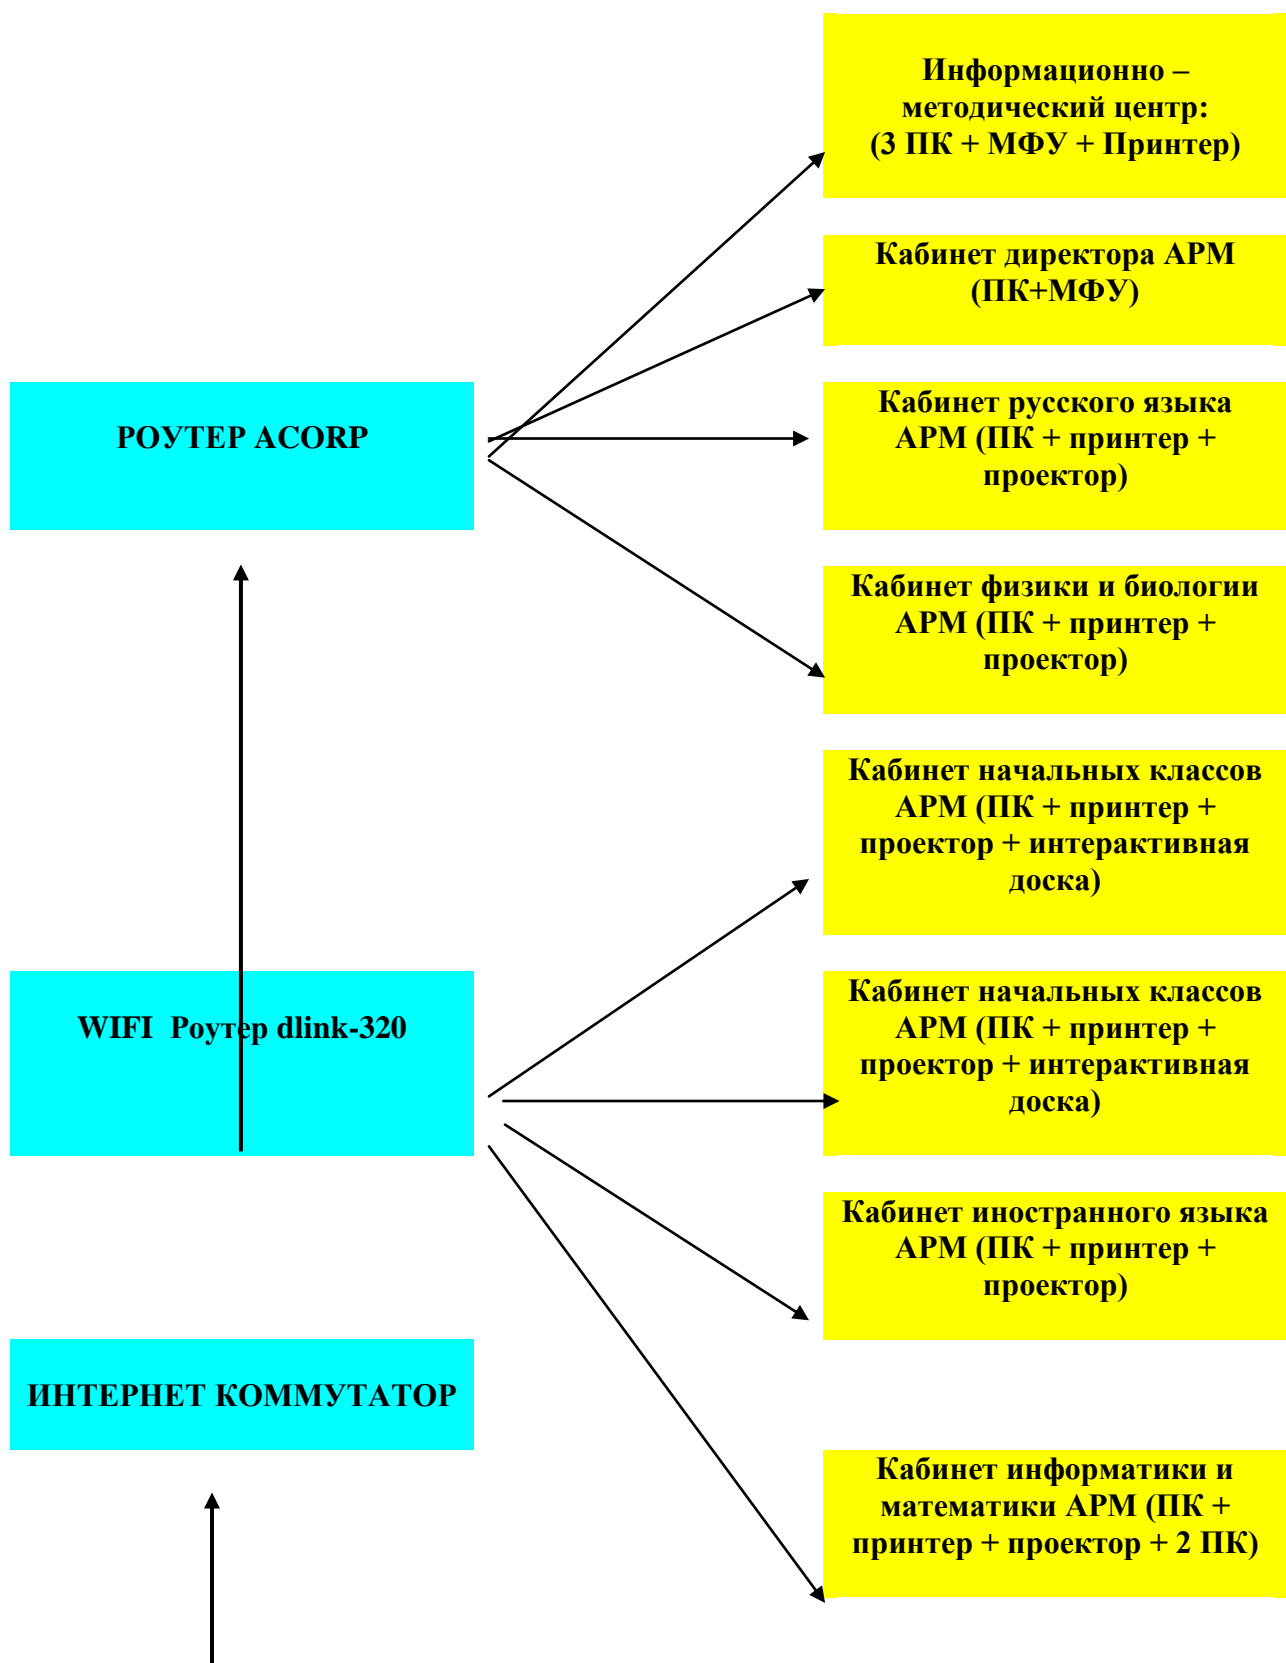 Информационно –
методический центр:
(3 ПК + МФУ + Принтер)
Кабинет директора АРМ
(ПК+МФУ)
РОУТЕР ACORP
Кабинет русского языка
АРМ (ПК + принтер +
проектор)
Кабинет физики и биологии
АРМ (ПК + принтер +
проектор)
Кабинет начальных классов
АРМ (ПК + принтер +
проектор + интерактивная
доска)
WIFI  Роутер dlink-320
Кабинет начальных классов
АРМ (ПК + принтер +
проектор + интерактивная
доска)
Кабинет иностранного языка
АРМ (ПК + принтер +
проектор)
ИНТЕРНЕТ КОММУТАТОР
Кабинет информатики и
математики АРМ (ПК +
принтер + проектор + 2 ПК)